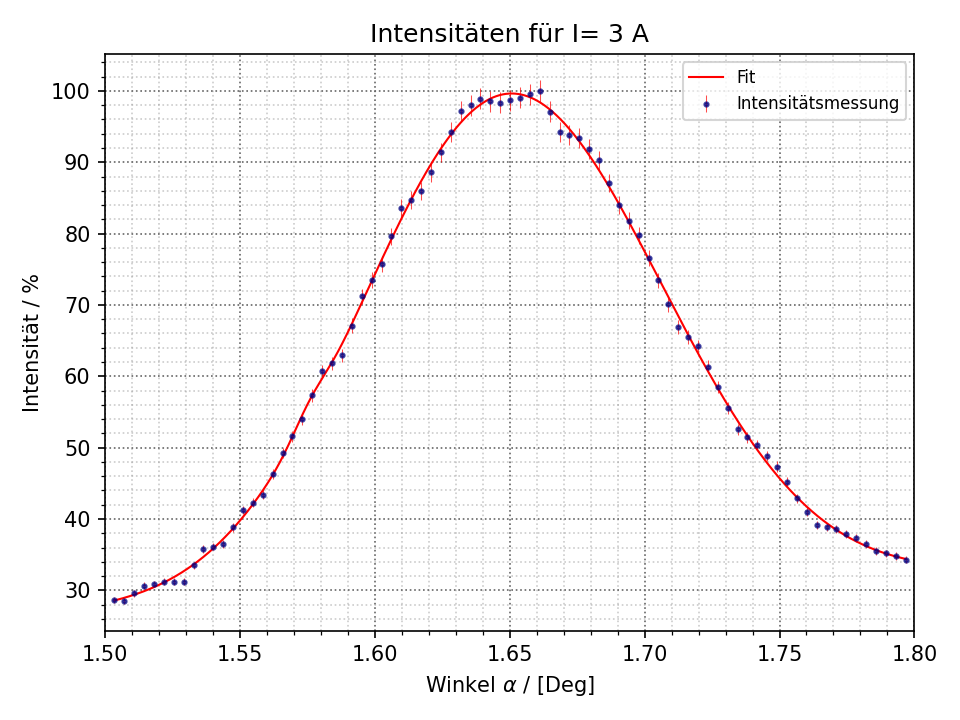 Intensitäten für I= 3 A
Fit
Intensitätsmessung
Intensität / %
100
90
80
70
60
50
40
30
1.50 1.55 1.60 1.65 1.70 1.75 1.80
Winkel α / [Deg]